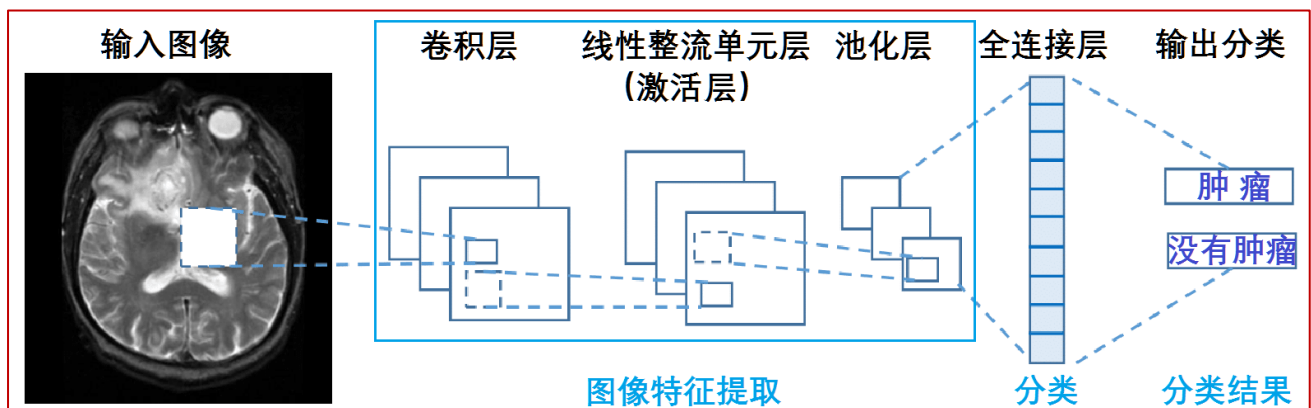 输入图像
卷积层
线性整流单元层
(激活层)
池化层
全连接层
输出分类
肿 瘤
没有肿瘤
图像特征提取
分类
分类结果